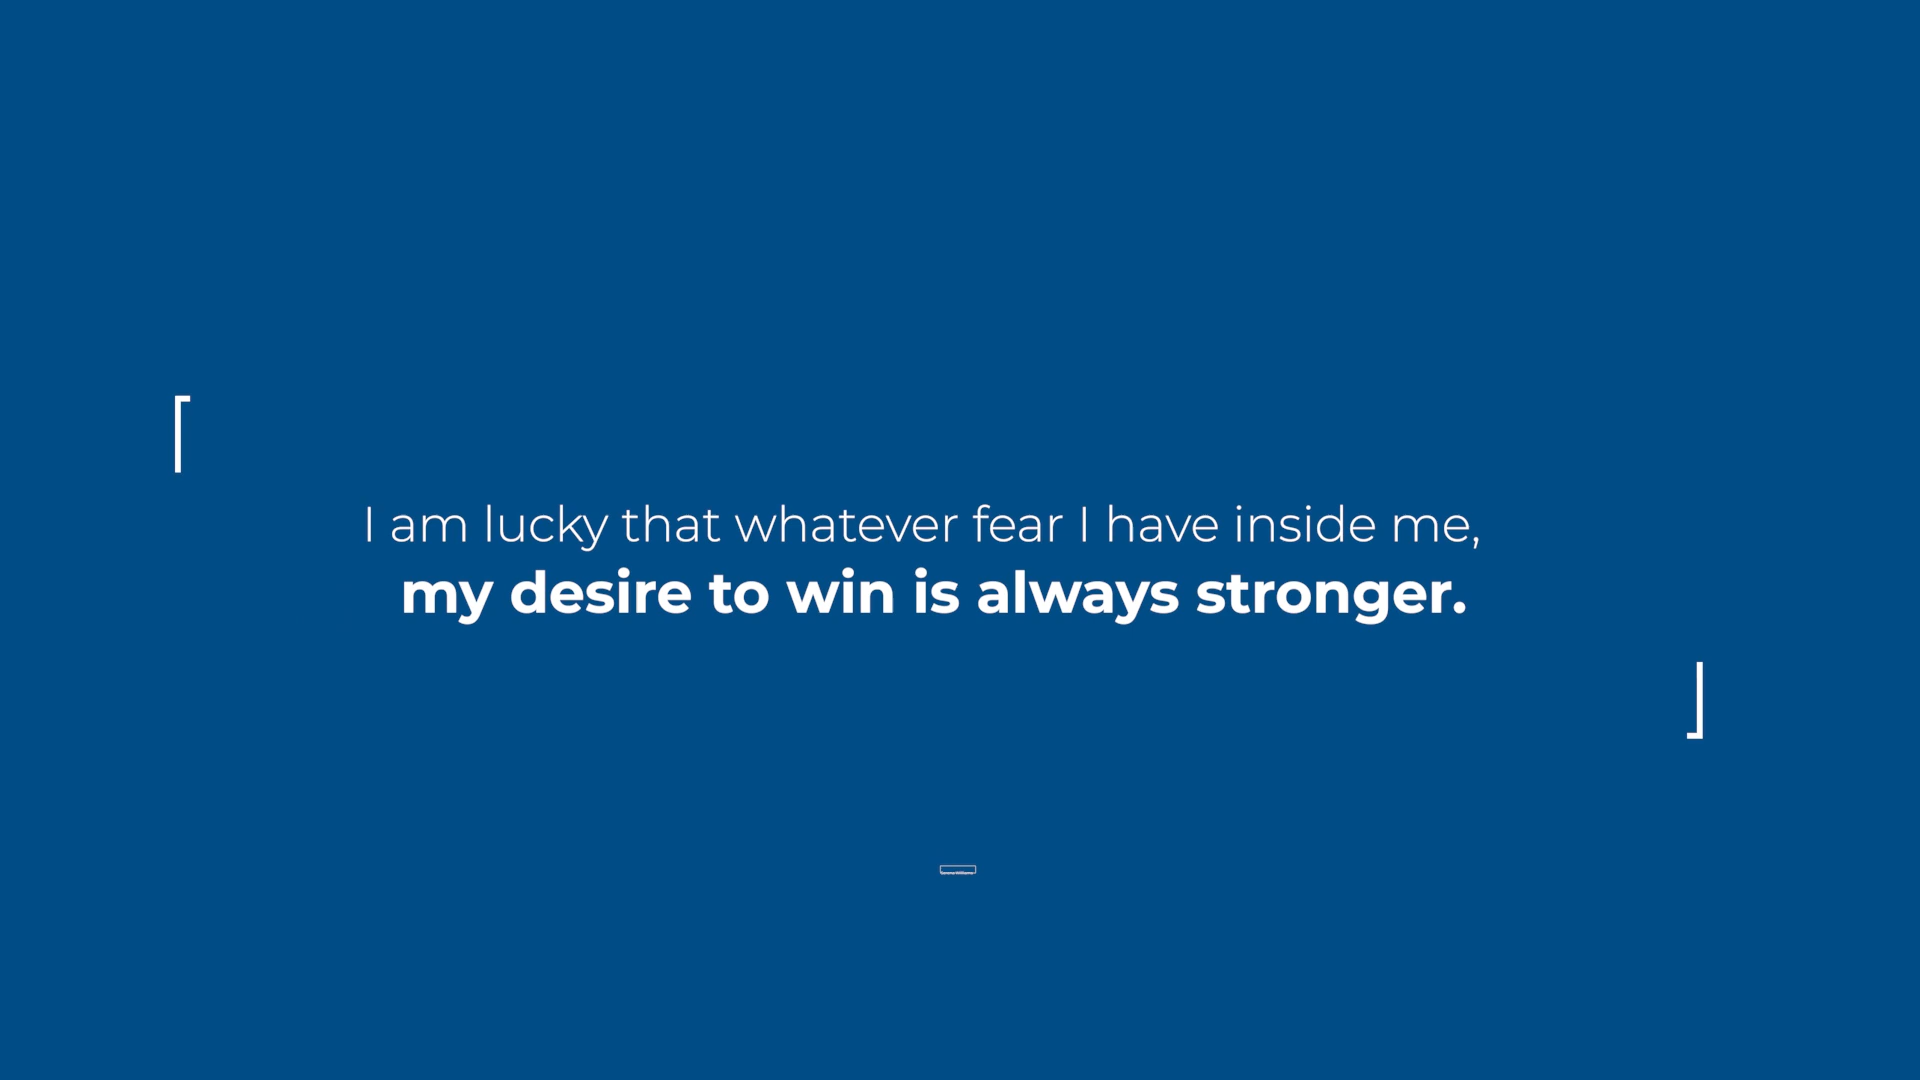 I am lucky that whatever fear I have inside me,
my desire to win is always stronger.